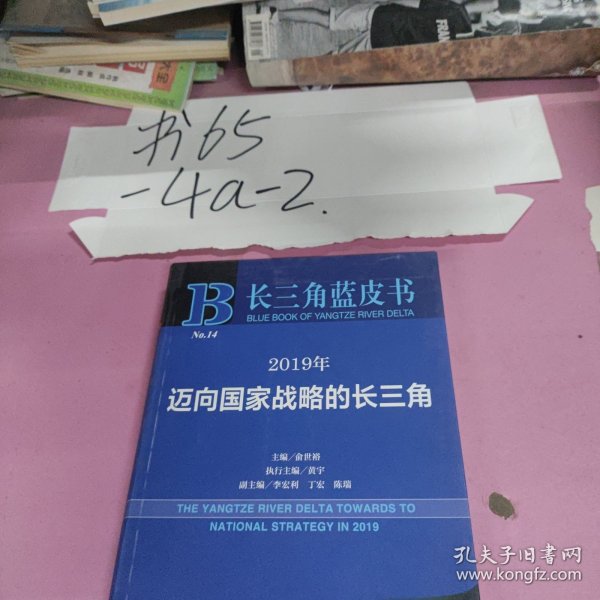 大全
FRAN
书65
-4a-2.
B
长三角蓝皮书
BLUE BOOK OF YANGTZE RIVER DELTA
No.14
2019年
迈向国家战略的长三角
主编／俞世裕
执行主编／黄宇
副主编／李宏利 丁宏 陈瑞
THE YANGTZE RIVER DELTA TOWARDS TO
NATIONAL STRATEGY IN 2019
孔夫子旧书网
www.kongfz.com